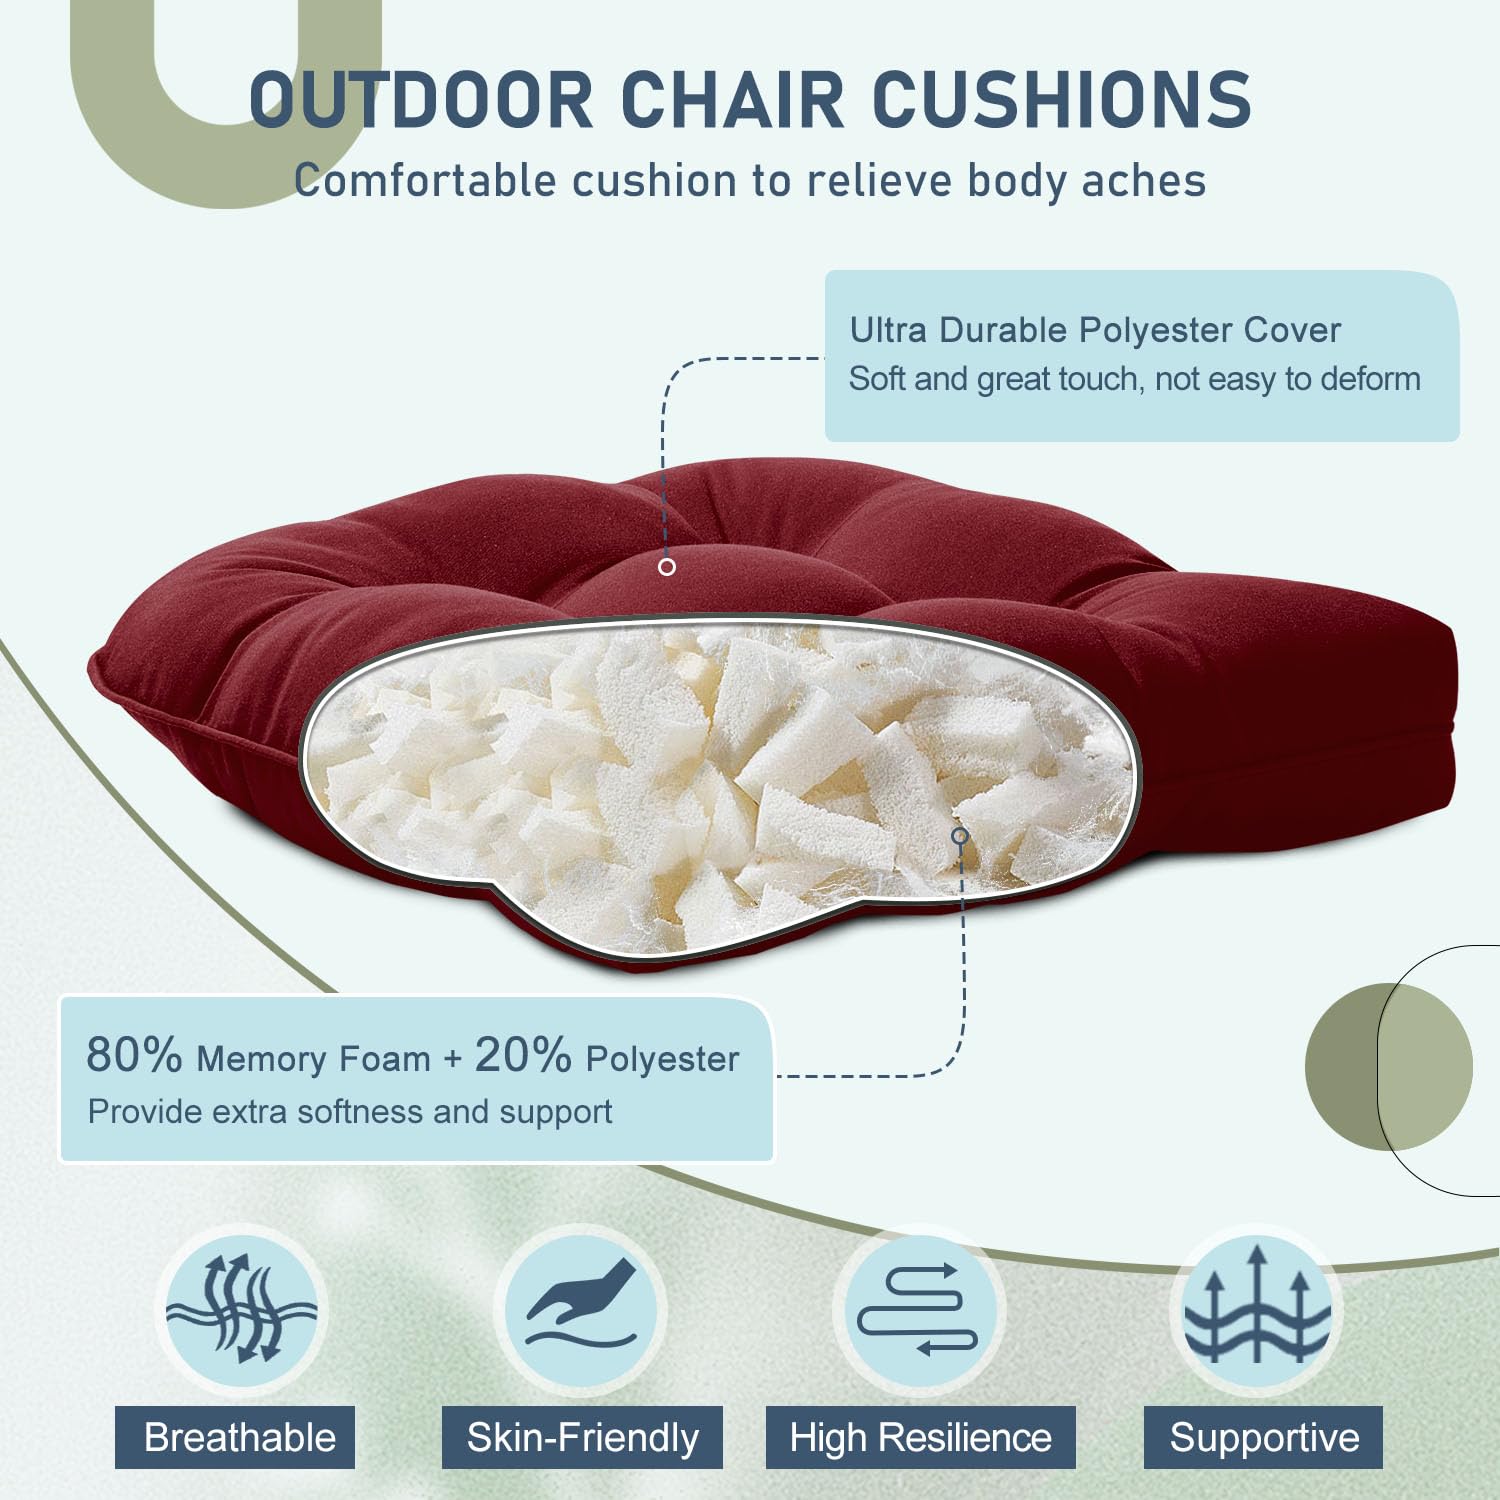 OUTDOOR CHAIR CUSHIONS
Comfortable cushion to relieve body aches
Ultra Durable Polyester Cover
Soft and great touch, not easy to deform
80% Memory Foam + 20% Polyester
Provide extra softness and support
Breathable
Skin-Friendly
High Resilience
Supportive